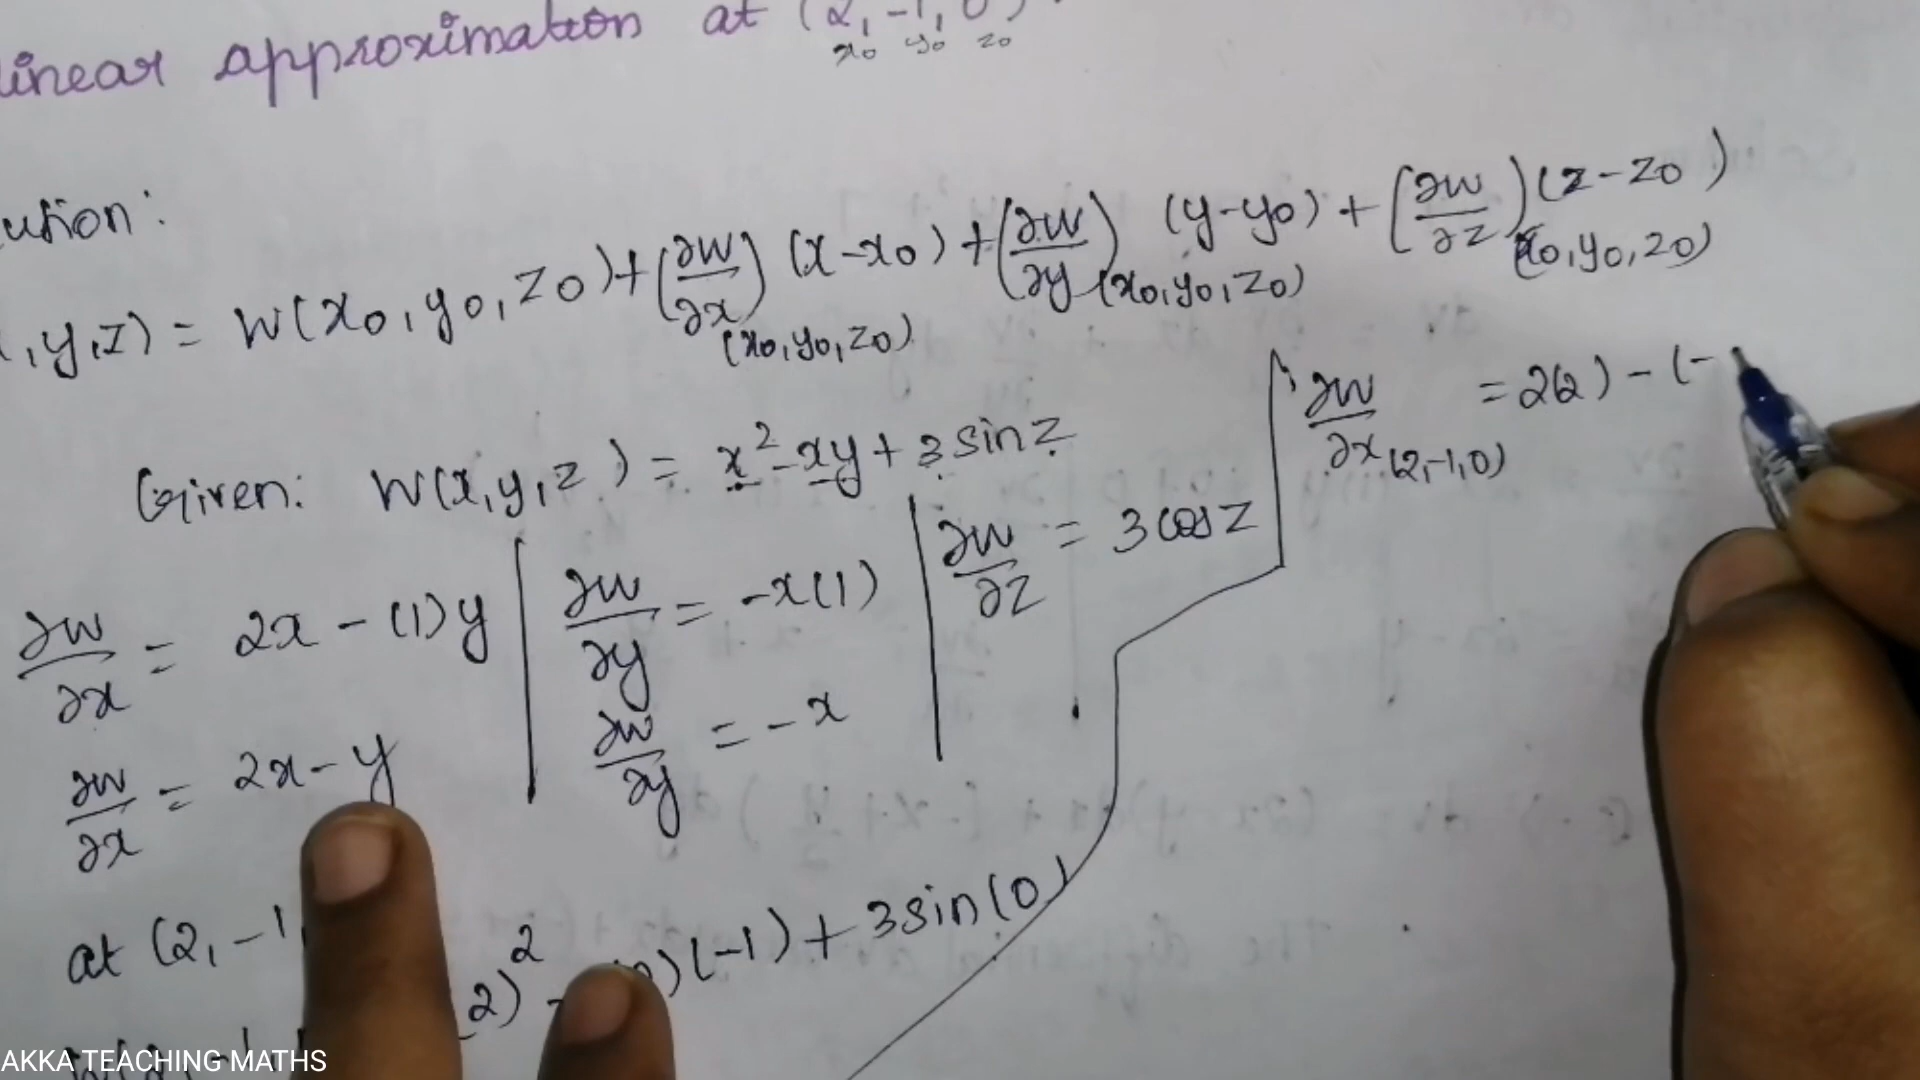 linear approximation at (2, -1, 0)
x0 y0 z0
ution:
, y, z) = W(x0, y0, z0) + (∂w/∂x) (x - x0) + (∂w/∂y) (y - y0) + (∂w/∂z) (z - z0)
(x0, y0, z0) (x0, y0, z0) (x0, y0, z0)
Given: W(x, y, z) = x² - xy + 3 sin z
∂w/∂x = 2x - (1)y
∂w/∂x = 2x - y
∂w/∂y = -x(1)
∂w/∂y = -x
∂w/∂z = 3 cos z
∂w/∂x (2, -1, 0) = 2(2) - (-
at (2, -1,
2)² - ) (-1) + 3 sin(0)
AKKA TEACHING MATHS